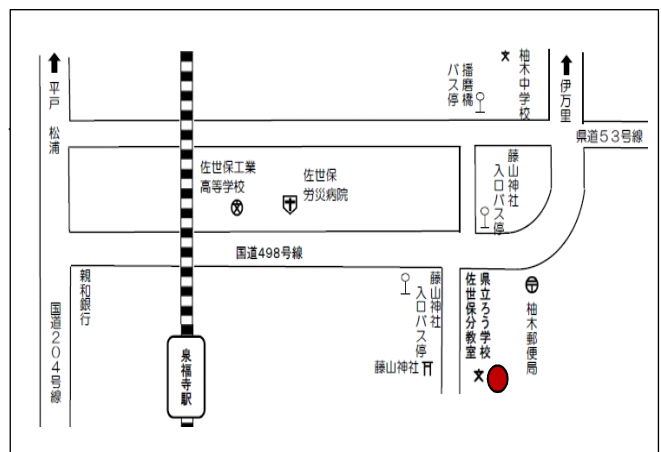 平戸 松浦
播磨橋
バス停
柚木中学校
伊万里
県道53号線
佐世保工業
高等学校
佐世保
労災病院
藤山神社
入口バス停
国道498号線
親和銀行
国道204号線
泉福寺駅
藤山神社
入口バス停
藤山神社
県立ろう学校
佐世保分教室
柚木郵便局